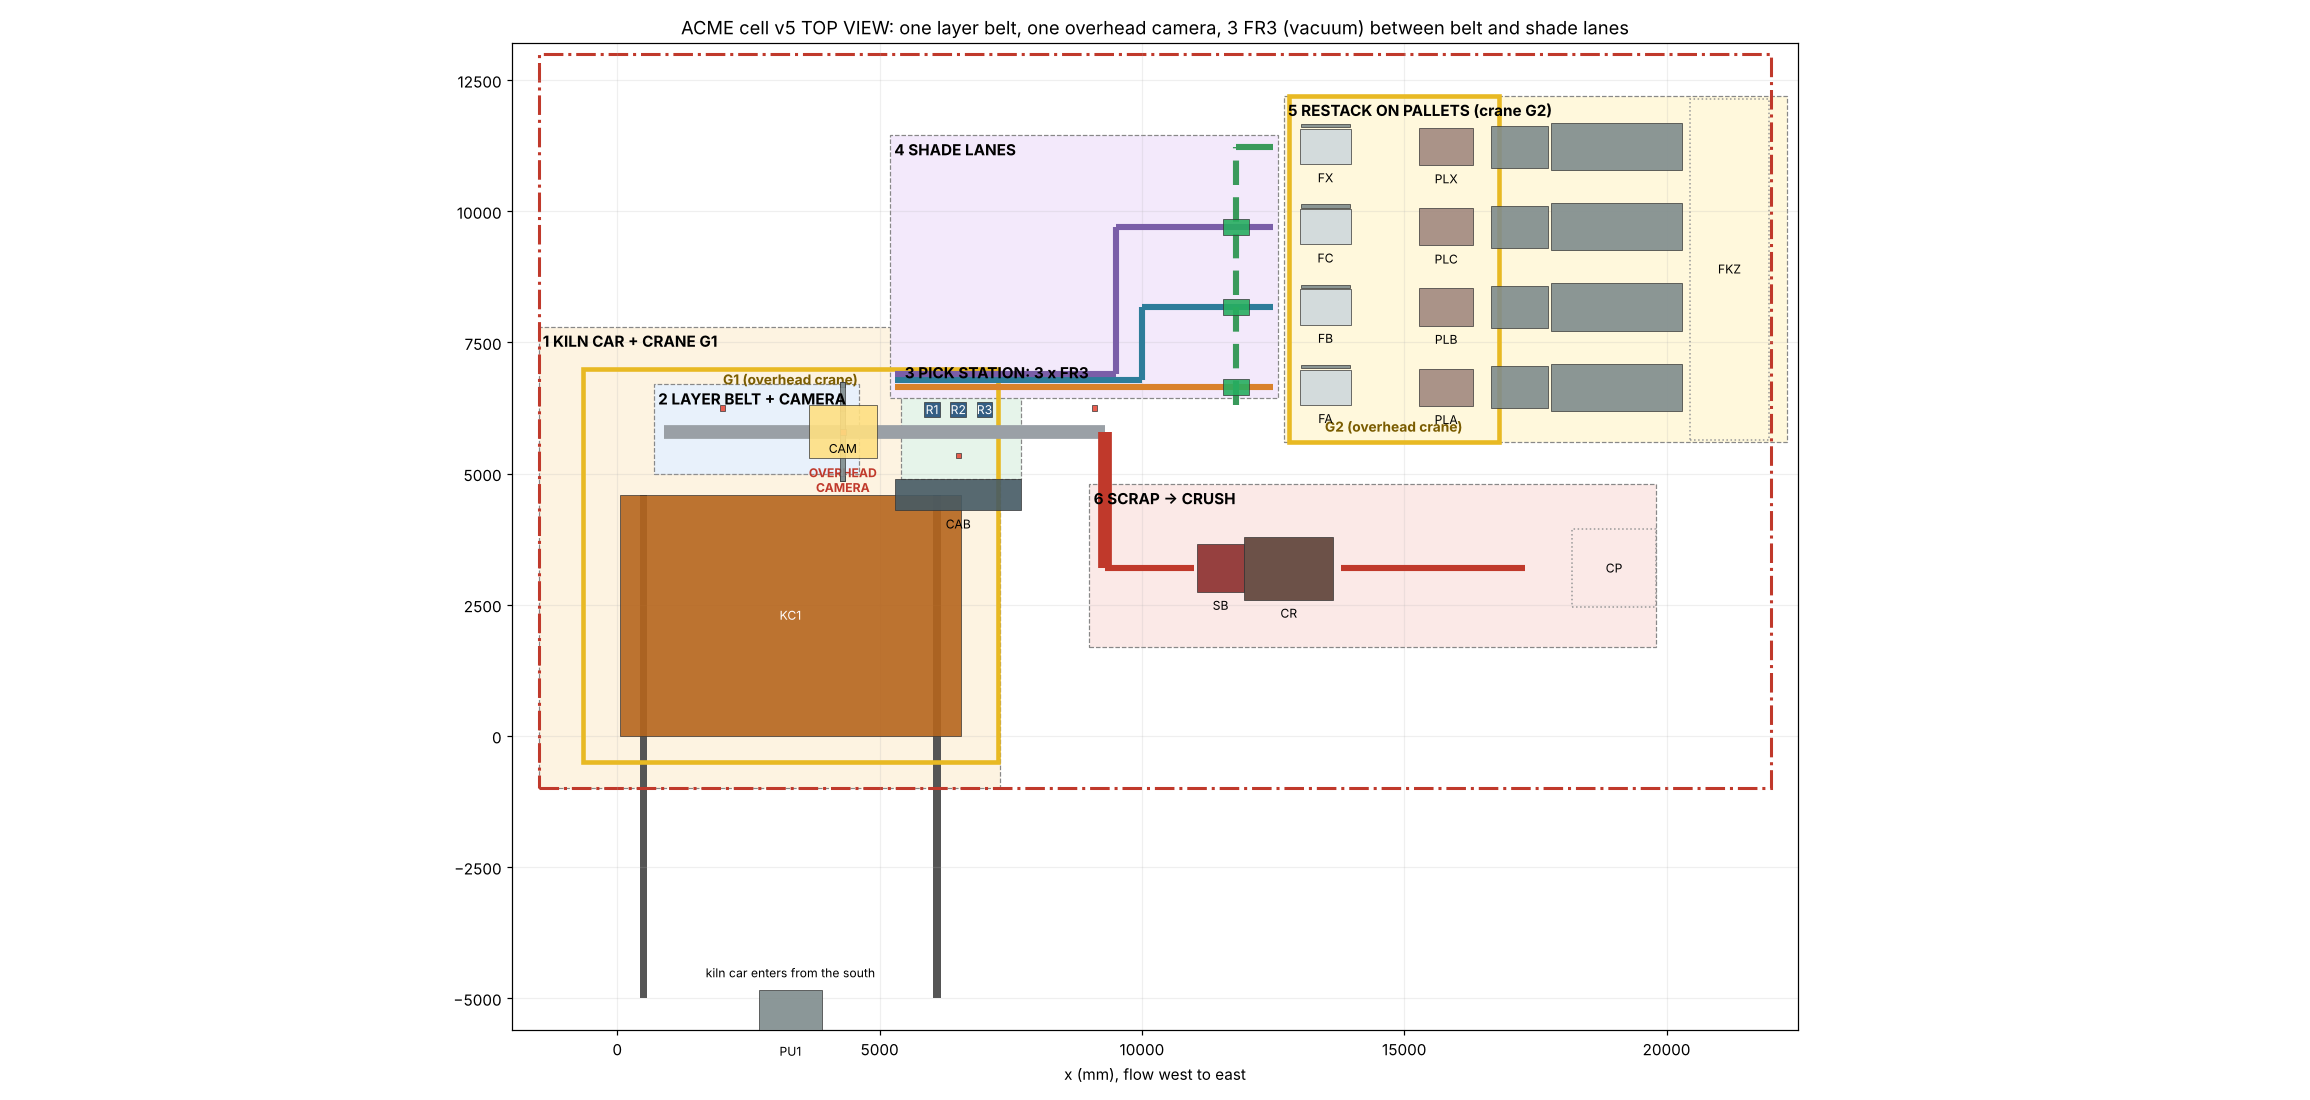 ACME cell v5 TOP VIEW: one layer belt, one overhead camera, 3 FR3 (vacuum) between belt and shade lanes
12500
10000
7500
5000
2500
0
−2500
−5000
5 RESTACK ON PALLETS (crane G2)
4 SHADE LANES
FX
PLX
FC
PLC
FKZ
FB
PLB
1 KILN CAR + CRANE G1
3 PICK STATION: 3 x FR3
G1 (overhead crane)
2 LAYER BELT + CAMERA
R1
R2
R3
FA
PLA
G2 (overhead crane)
CAM
OVERHEAD
CAMERA
CAB
6 SCRAP → CRUSH
CP
SB
CR
KC1
kiln car enters from the south
PU1
0
5000
10000
15000
20000
x (mm), flow west to east